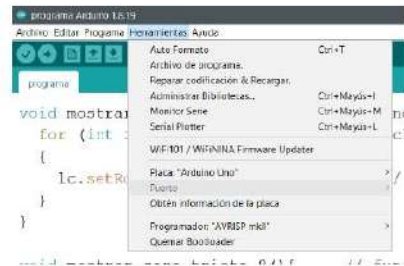 programa Arduino 1.8.19
Archivo Editar Programa Herramientas Ayuda
Auto Formato Ctrl+T
Archivo de programa.
programa
Reparar codificación & Recargar.
Administrar Bibliotecas... Ctrl+Mayús+I
void mostrar
Monitor Serie Ctrl+Mayús+M
for (int
Serial Plotter Ctrl+Mayús+L
{
WiFi101 / WiFiNINA Firmware Updater
lc.setRo
Placa: "Arduino Uno"
Puerto
}
Obtén información de la placa
}
Programador: "AVRISP mkII"
Quemar Bootloader